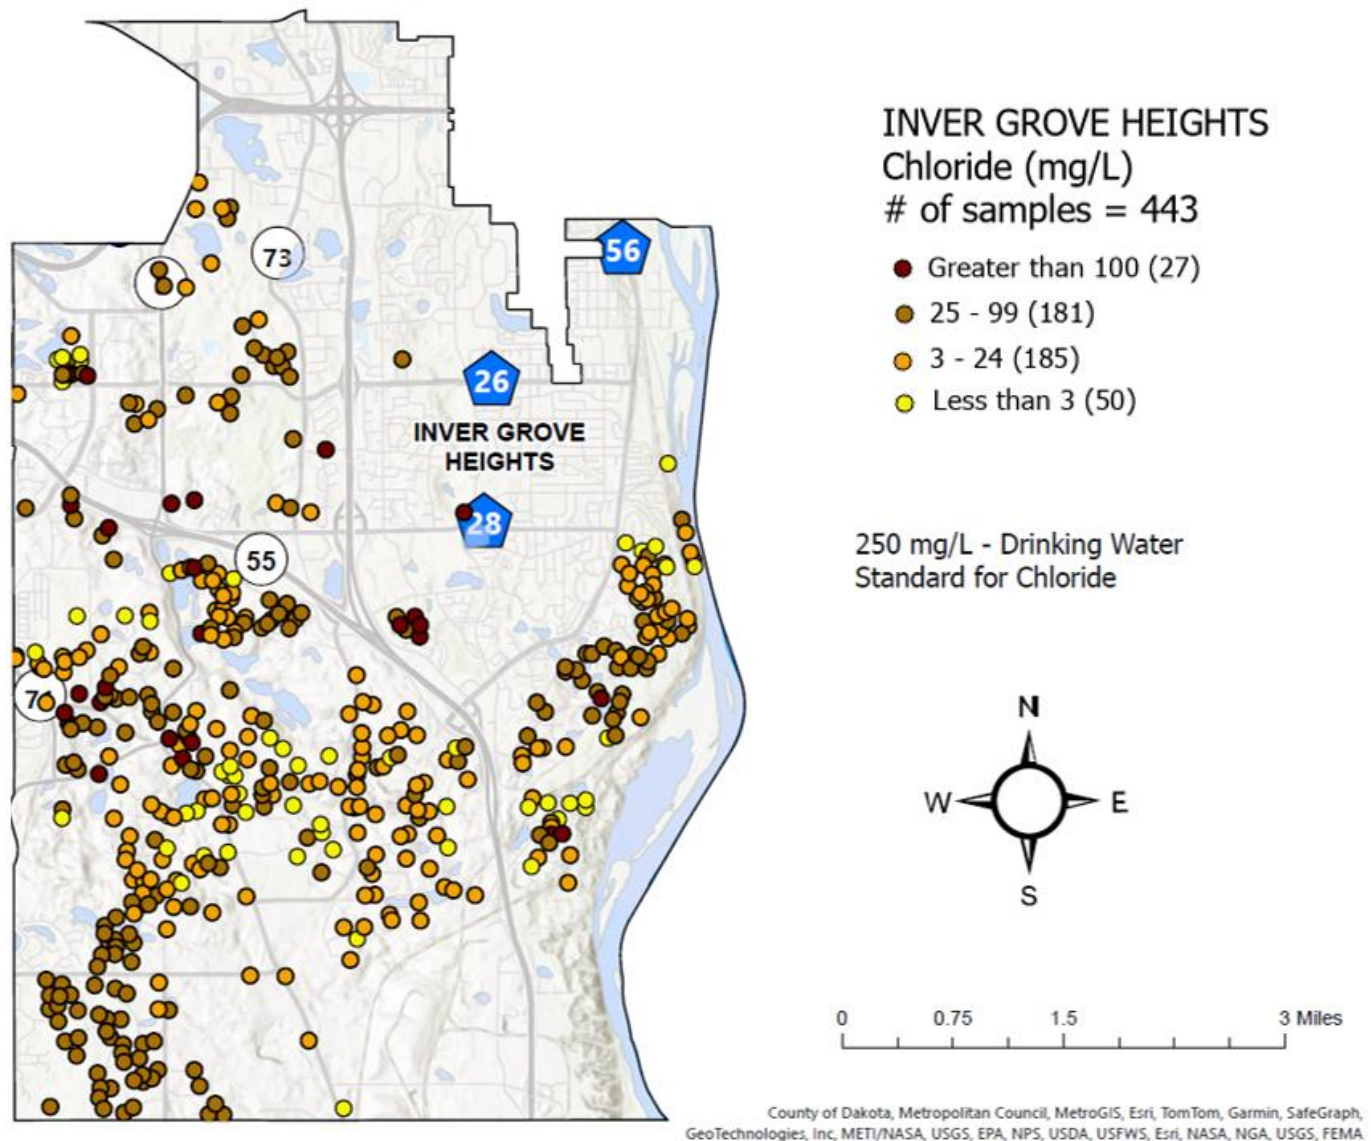 INVER GROVE HEIGHTS
Chloride (mg/L)
# of samples = 443
Greater than 100 (27)
25 - 99 (181)
3 - 24 (185)
Less than 3 (50)
73
56
26
INVER GROVE
HEIGHTS
28
55
250 mg/L - Drinking Water
Standard for Chloride
N
W
E
S
0 0.75 1.5 3 Miles
County of Dakota, Metropolitan Council, MetroGIS, Esri, TomTom, Garmin, SafeGraph,
GeoTechnologies, Inc, METI/NASA, USGS, EPA, NPS, USDA, USFWS, Esri, NASA, NGA, USGS, FEMA